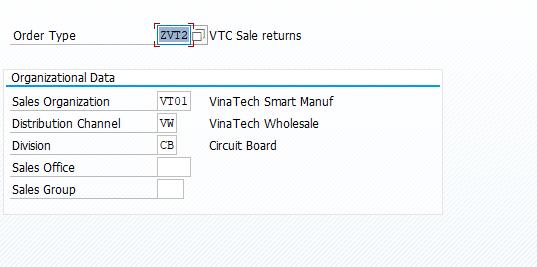 Order Type ZVT2 VTC Sale returns
Organizational Data
Sales Organization VT01 VinaTech Smart Manuf
Distribution Channel VW VinaTech Wholesale
Division CB Circuit Board
Sales Office
Sales Group